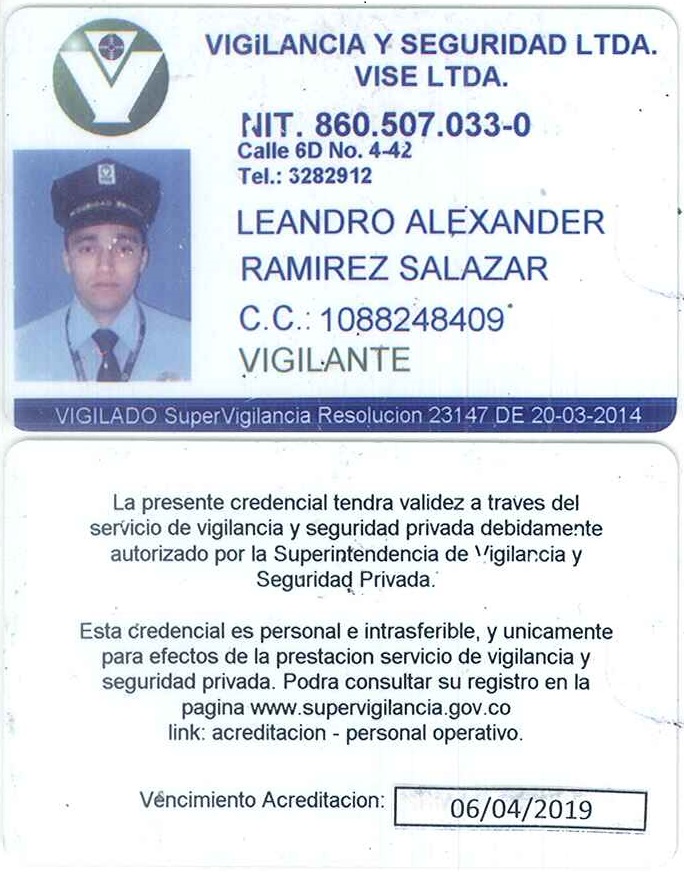 VIGILANCIA Y SEGURIDAD LTDA.
VISE LTDA.
NIT. 860.507.033-0
Calle 6D No. 4-42
Tel.: 3282912
LEANDRO ALEXANDER
RAMIREZ SALAZAR
C.C.: 1088248409
VIGILANTE
VIGILADO SuperVigilancia Resolucion 23147 DE 20-03-2014
La presente credencial tendra validez a traves del
servicio de vigilancia y seguridad privada debidamente
autorizado por la Superintendencia de Vigilancia y
Seguridad Privada.
Esta credencial es personal e intrasferible, y unicamente
para efectos de la prestacion servicio de vigilancia y
seguridad privada. Podra consultar su registro en la
pagina www.supervigilancia.gov.co
link: acreditacion - personal operativo.
Vencimiento Acreditacion: 06/04/2019